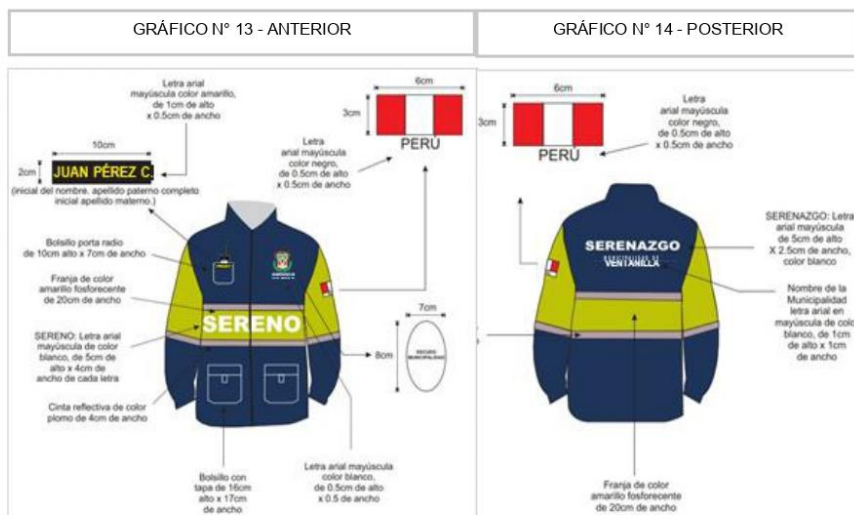 GRÁFICO N° 13 - ANTERIOR
GRÁFICO N° 14 - POSTERIOR
Letra arial
mayúscula color amarillo,
de 1cm de alto
x 0.5cm de ancho
10cm
2cm
JUAN PÉREZ C.
(inicial del nombre. apellido paterno completo
inicial apellido materno.)
6cm
3cm
PERÚ
Letra
arial mayúscula
color negro,
de 0.5cm de alto
x 0.5cm de ancho
Bolsillo porta radio
de 10cm alto x 7cm de ancho
Franja de color
amarillo fosforecente
de 20cm de ancho
SERENO: Letra arial
mayúscula de color
blanco, de 5cm de
alto x 4cm de
ancho de cada letra
Cinta reflectiva de color
plomo de 4cm de ancho
SERENO
7cm
8cm
ESCUDO
MUNICIPALIDAD
Bolsillo con
tapa de 16cm
alto x 17cm
de ancho
Letra arial mayúscula
color blanco,
de 0.5cm de alto
x 0.5 de ancho
6cm
3cm
PERÚ
Letra
arial mayúscula
color negro,
de 0.5cm de alto
x 0.5cm de ancho
SERENAZGO
MUNICIPALIDAD DE
VENTANILLA
SERENAZGO: Letra
arial mayúscula
de 5cm de alto
X 2.5cm de ancho,
color blanco
Nombre de la
Municipalidad
letra arial en
mayúscula de color
blanco, de 1cm
de alto x 1cm
de ancho
Franja de color
amarillo fosforecente
de 20cm de ancho